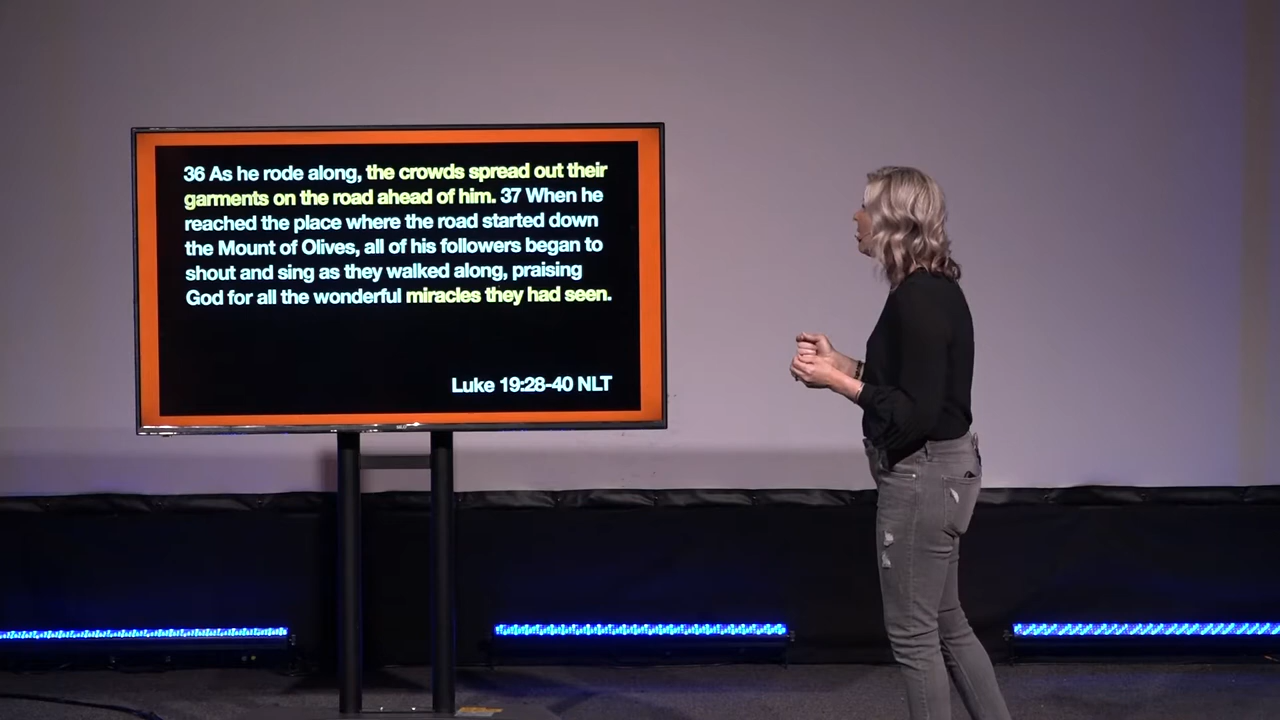 36 As he rode along, the crowds spread out their
garments on the road ahead of him. 37 When he
reached the place where the road started down
the Mount of Olives, all of his followers began to
shout and sing as they walked along, praising
God for all the wonderful miracles they had seen.
Luke 19:28-40 NLT